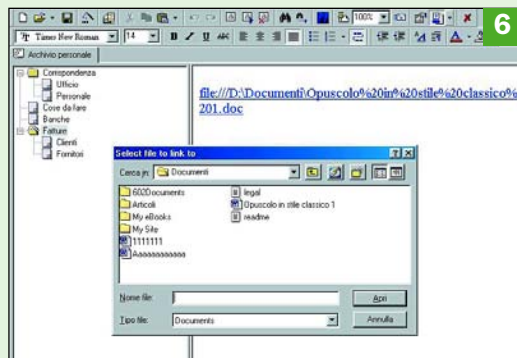 100%
6
Times New Roman
14
Archivio personale
Corrispondenza
Ufficio
Personale
Cose da fare
Banche
Fatture
Clienti
Fornitori
file:///D:\Documenti\Opuscolo%20in%20stile%20classico%
201.doc
Select file to link to
Cerca in:
Documenti
602Documents
Articoli
My eBooks
My Site
1111111
Aaaaaaaaaaa
legal
Opuscolo in stile classico 1
readme
Nome file:
Apri
Tipo file:
Documents
Annulla